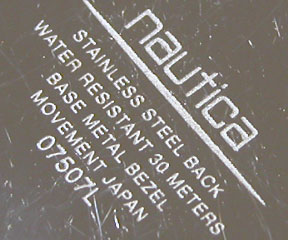 nautica
STAINLESS STEEL BACK
WATER RESISTANT 30 METERS
BASE METAL BEZEL
MOVEMENT JAPAN
07507L